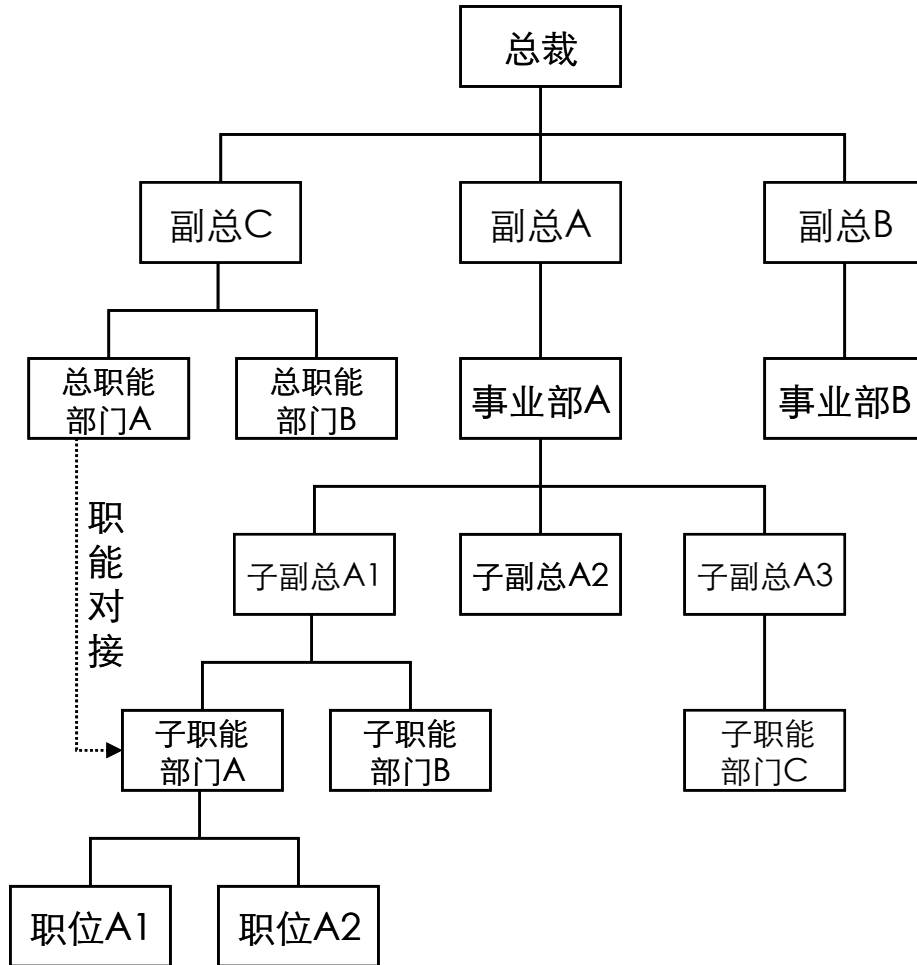 总裁
副总C
副总A
副总B
总职能
部门A
总职能
部门B
事业部A
事业部B
职
能
对
接
子副总A1
子副总A2
子副总A3
子职能
部门A
子职能
部门B
子职能
部门C
职位A1
职位A2